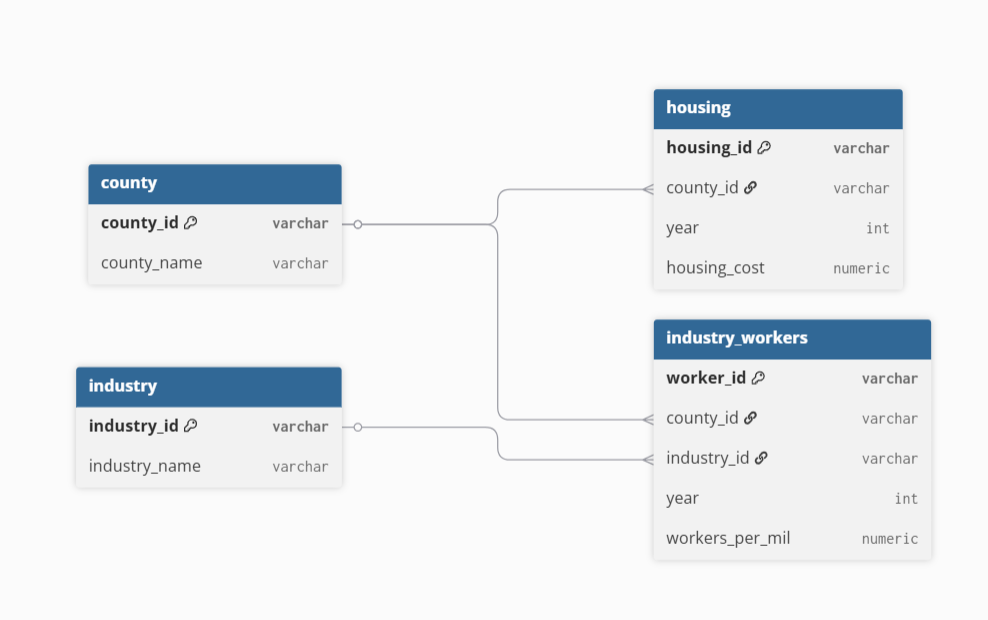 county
county_id varchar
county_name varchar
industry
industry_id varchar
industry_name varchar
housing
housing_id varchar
county_id varchar
year int
housing_cost numeric
industry_workers
worker_id varchar
county_id varchar
industry_id varchar
year int
workers_per_mil numeric